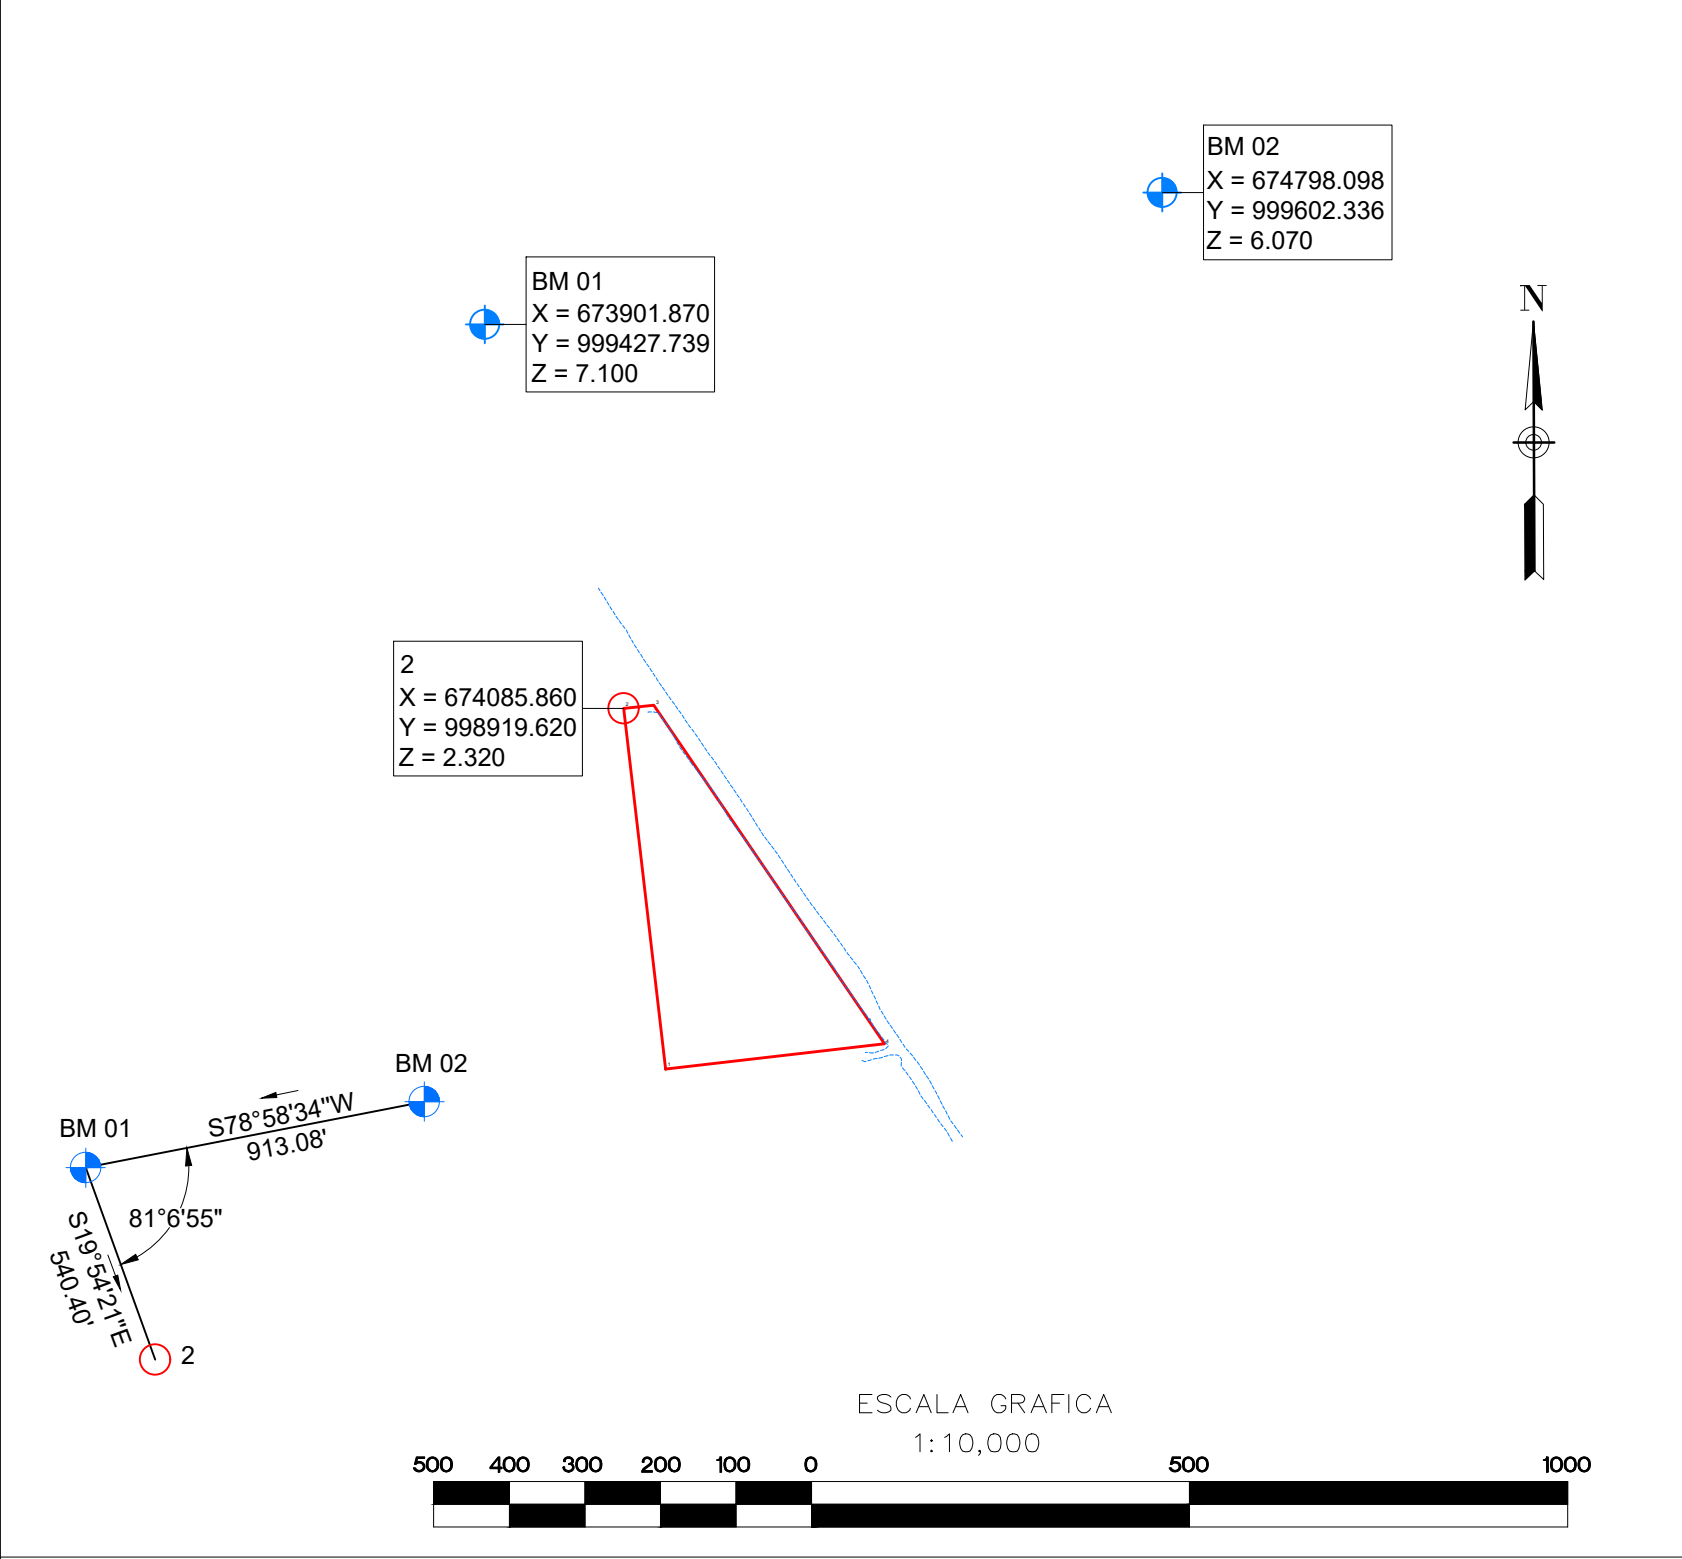 BM 02
X = 674798.098
Y = 999602.336
Z = 6.070
BM 01
X = 673901.870
Y = 999427.739
Z = 7.100
N
2
X = 674085.860
Y = 998919.620
Z = 2.320
2
BM 02
BM 01
S78°58'34"W
913.08'
81°6'55"
S19°54'21"E
540.40'
2
ESCALA GRAFICA
1:10,000
500 400 300 200 100 0 500 1000